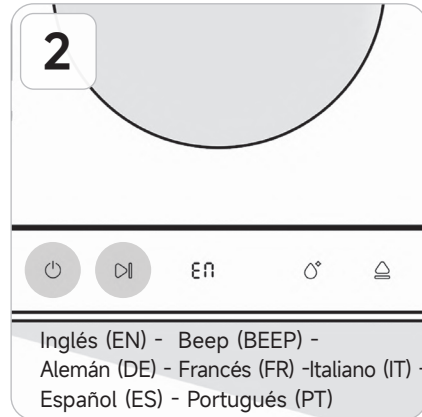 2
En
Inglés (EN) - Beep (BEEP) -
Alemán (DE) - Francés (FR) -Italiano (IT) -
Español (ES) - Portugués (PT)